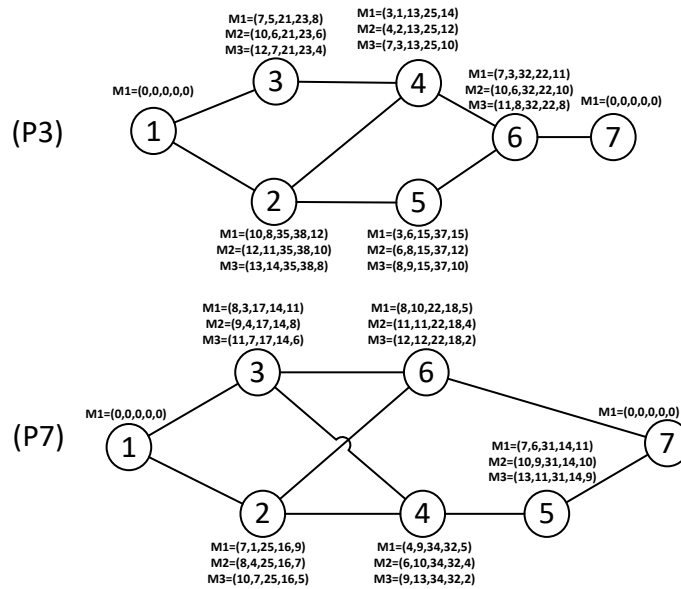 M1=(7,5,21,23,8)
M2=(10,6,21,23,6)
M3=(12,7,21,23,4)
M1=(3,1,13,25,14)
M2=(4,2,13,25,12)
M3=(7,3,13,25,10)
M1=(0,0,0,0,0)
3
4
M1=(7,3,32,22,11)
M2=(10,6,32,22,10)
M3=(11,8,32,22,8)
M1=(0,0,0,0,0)
(P3)
1
6
7
2
5
M1=(10,8,35,38,12)
M2=(12,11,35,38,10)
M3=(13,14,35,38,8)
M1=(3,6,15,37,15)
M2=(6,8,15,37,12)
M3=(8,9,15,37,10)
M1=(8,3,17,14,11)
M2=(9,4,17,14,8)
M3=(11,7,17,14,6)
M1=(8,10,22,18,5)
M2=(11,11,22,18,4)
M3=(12,12,22,18,2)
3
6
M1=(0,0,0,0,0)
M1=(0,0,0,0,0)
(P7)
1
7
M1=(7,6,31,14,11)
M2=(10,9,31,14,10)
M3=(13,11,31,14,9)
2
4
5
M1=(7,1,25,16,9)
M2=(8,4,25,16,7)
M3=(10,7,25,16,5)
M1=(4,9,34,32,5)
M2=(6,10,34,32,4)
M3=(9,13,34,32,2)